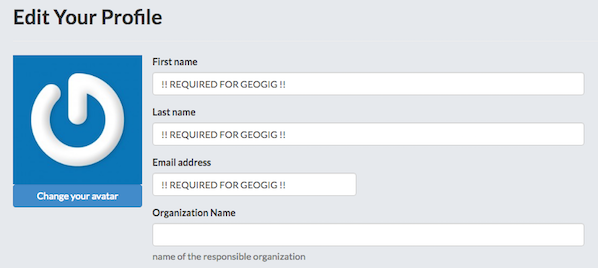 Edit Your Profile
First name
!! REQUIRED FOR GEOGIG !!
Last name
!! REQUIRED FOR GEOGIG !!
Email address
!! REQUIRED FOR GEOGIG !!
Change your avatar
Organization Name
name of the responsible organization